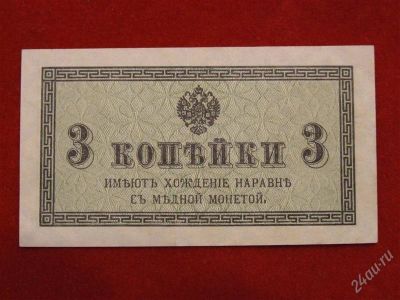 3 КОПѢЙКИ 3
ИМѢЮТЪ ХОЖДЕНІЕ НАРАВНѢ
СЪ МѢДНОЙ МОНЕТОЙ.
24au.ru